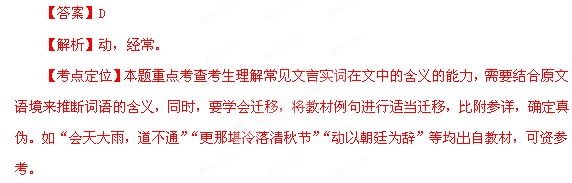 【答案】D
【解析】动，经常。
【考点定位】本题重点考查考生理解常见文言实词在文中的含义的能力，需要结合原文
语境来推断词语的含义，同时，要学会迁移，将教材例句进行适当迁移，比附参详，确定真
伪。如“会天大雨，道不通”“更那堪冷落清秋节”“动以朝廷为辞”等均出自教材，可资参
考。